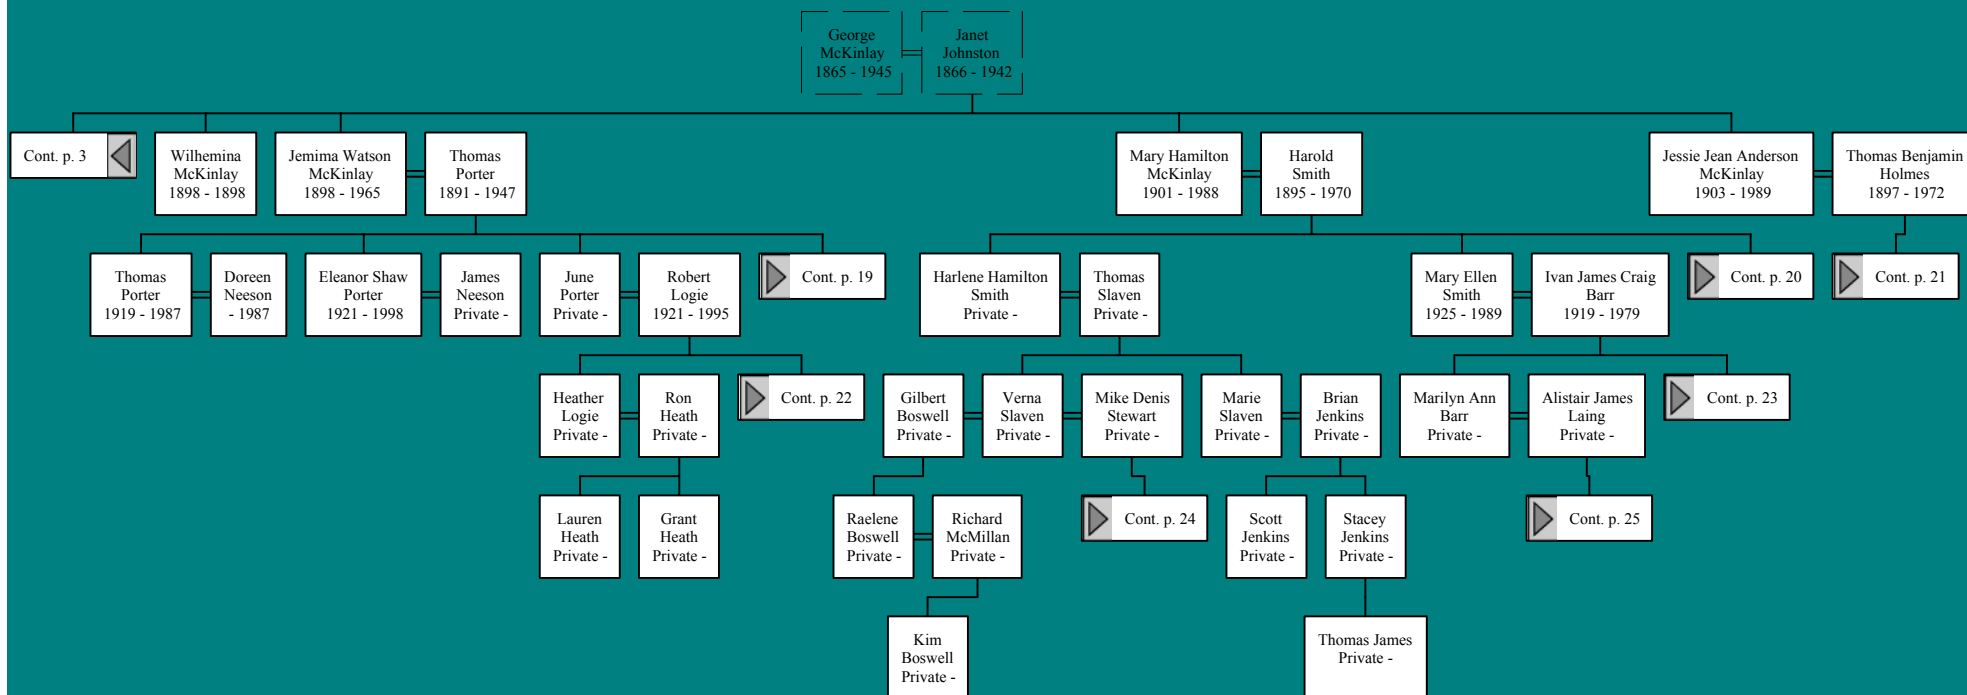 George
McKinlay
1865 - 1945
Janet
Johnston
1866 - 1942
Cont. p. 3
Wilhemina
McKinlay
1898 - 1898
Jemima Watson
McKinlay
1898 - 1965
Thomas
Porter
1891 - 1947
Mary Hamilton
McKinlay
1901 - 1988
Harold
Smith
1895 - 1970
Jessie Jean Anderson
McKinlay
1903 - 1989
Thomas Benjamin
Holmes
1897 - 1972
Thomas
Porter
1919 - 1987
Doreen
Neeson
- 1987
Eleanor Shaw
Porter
1921 - 1998
James
Neeson
Private -
June
Porter
Private -
Robert
Logie
1921 - 1995
Cont. p. 19
Harlene Hamilton
Smith
Private -
Thomas
Slaven
Private -
Mary Ellen
Smith
1925 - 1989
Ivan James Craig
Barr
1919 - 1979
Cont. p. 20
Cont. p. 21
Heather
Logie
Private -
Ron
Heath
Private -
Cont. p. 22
Gilbert
Boswell
Private -
Verna
Slaven
Private -
Mike Denis
Stewart
Private -
Marie
Slaven
Private -
Brian
Jenkins
Private -
Marilyn Ann
Barr
Private -
Alistair James
Laing
Private -
Cont. p. 23
Lauren
Heath
Private -
Grant
Heath
Private -
Raelene
Boswell
Private -
Richard
McMillan
Private -
Cont. p. 24
Scott
Jenkins
Private -
Stacey
Jenkins
Private -
Cont. p. 25
Kim
Boswell
Private -
Thomas James
Private -